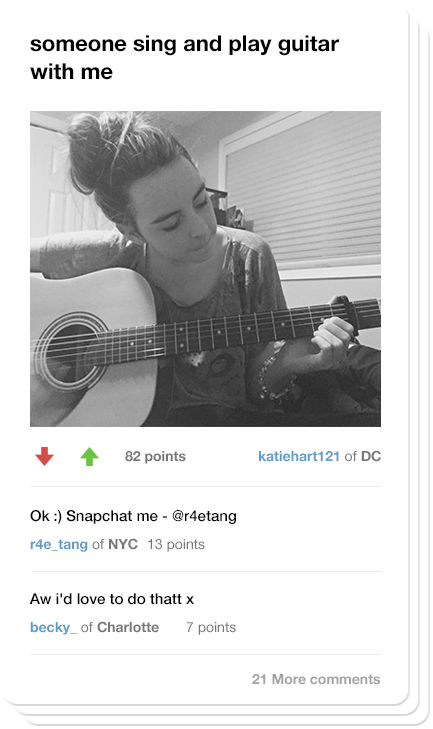 someone sing and play guitar
with me
82 points katiehart121 of DC
Ok :) Snapchat me - @r4etang
r4e_tang of NYC 13 points
Aw i'd love to do thatt x
becky_ of Charlotte 7 points
21 More comments